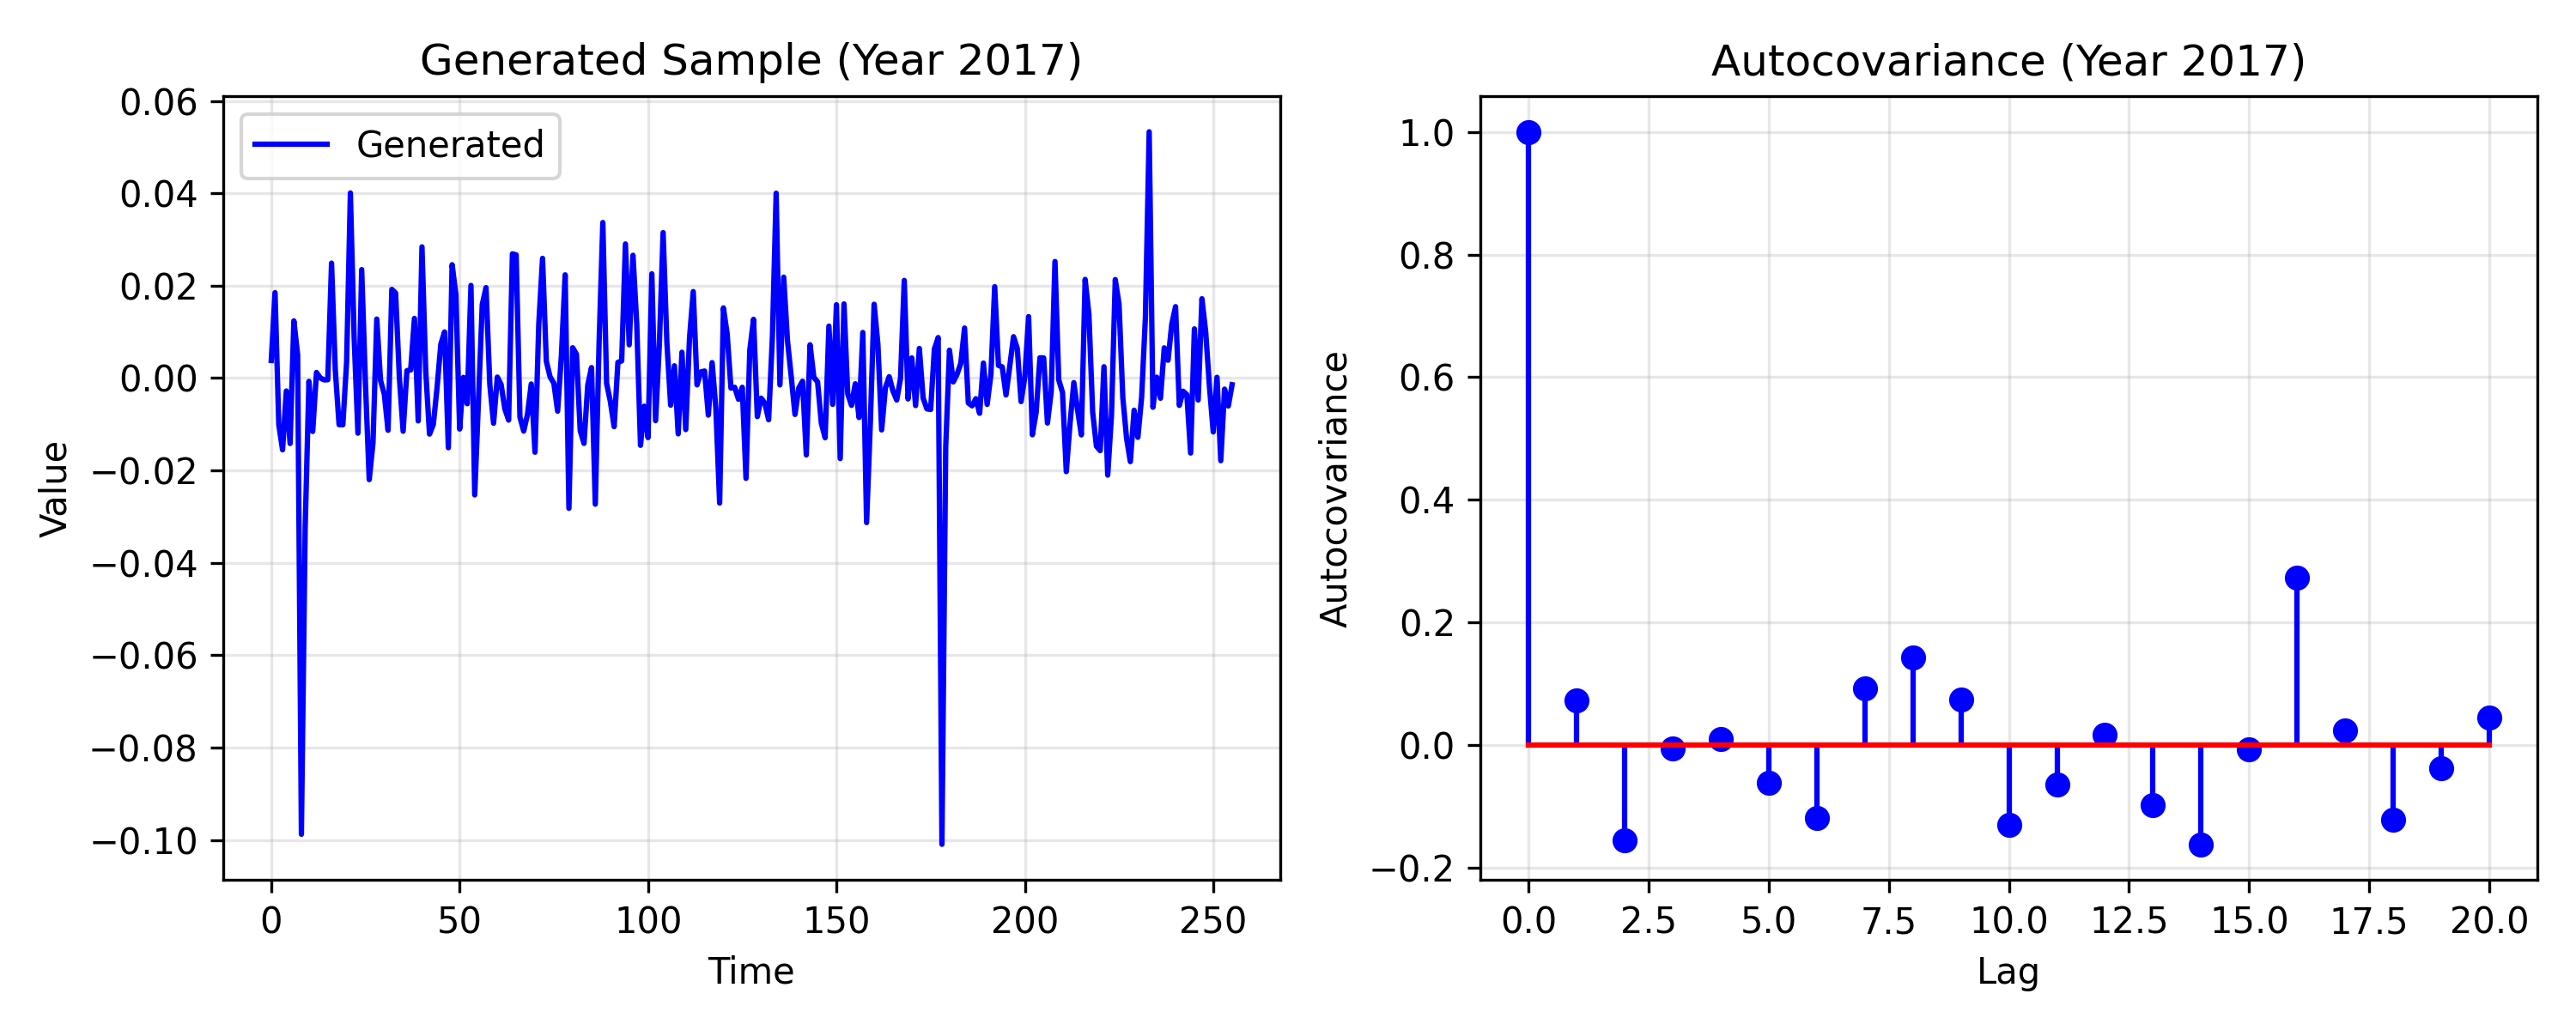 Generated Sample (Year 2017)
Generated
0.06
0.04
0.02
0.00
−0.02
−0.04
−0.06
−0.08
−0.10
Value
0 50 100 150 200 250
Time
Autocovariance (Year 2017)
1.0
0.8
0.6
0.4
0.2
0.0
−0.2
Autocovariance
0.0 2.5 5.0 7.5 10.0 12.5 15.0 17.5 20.0
Lag